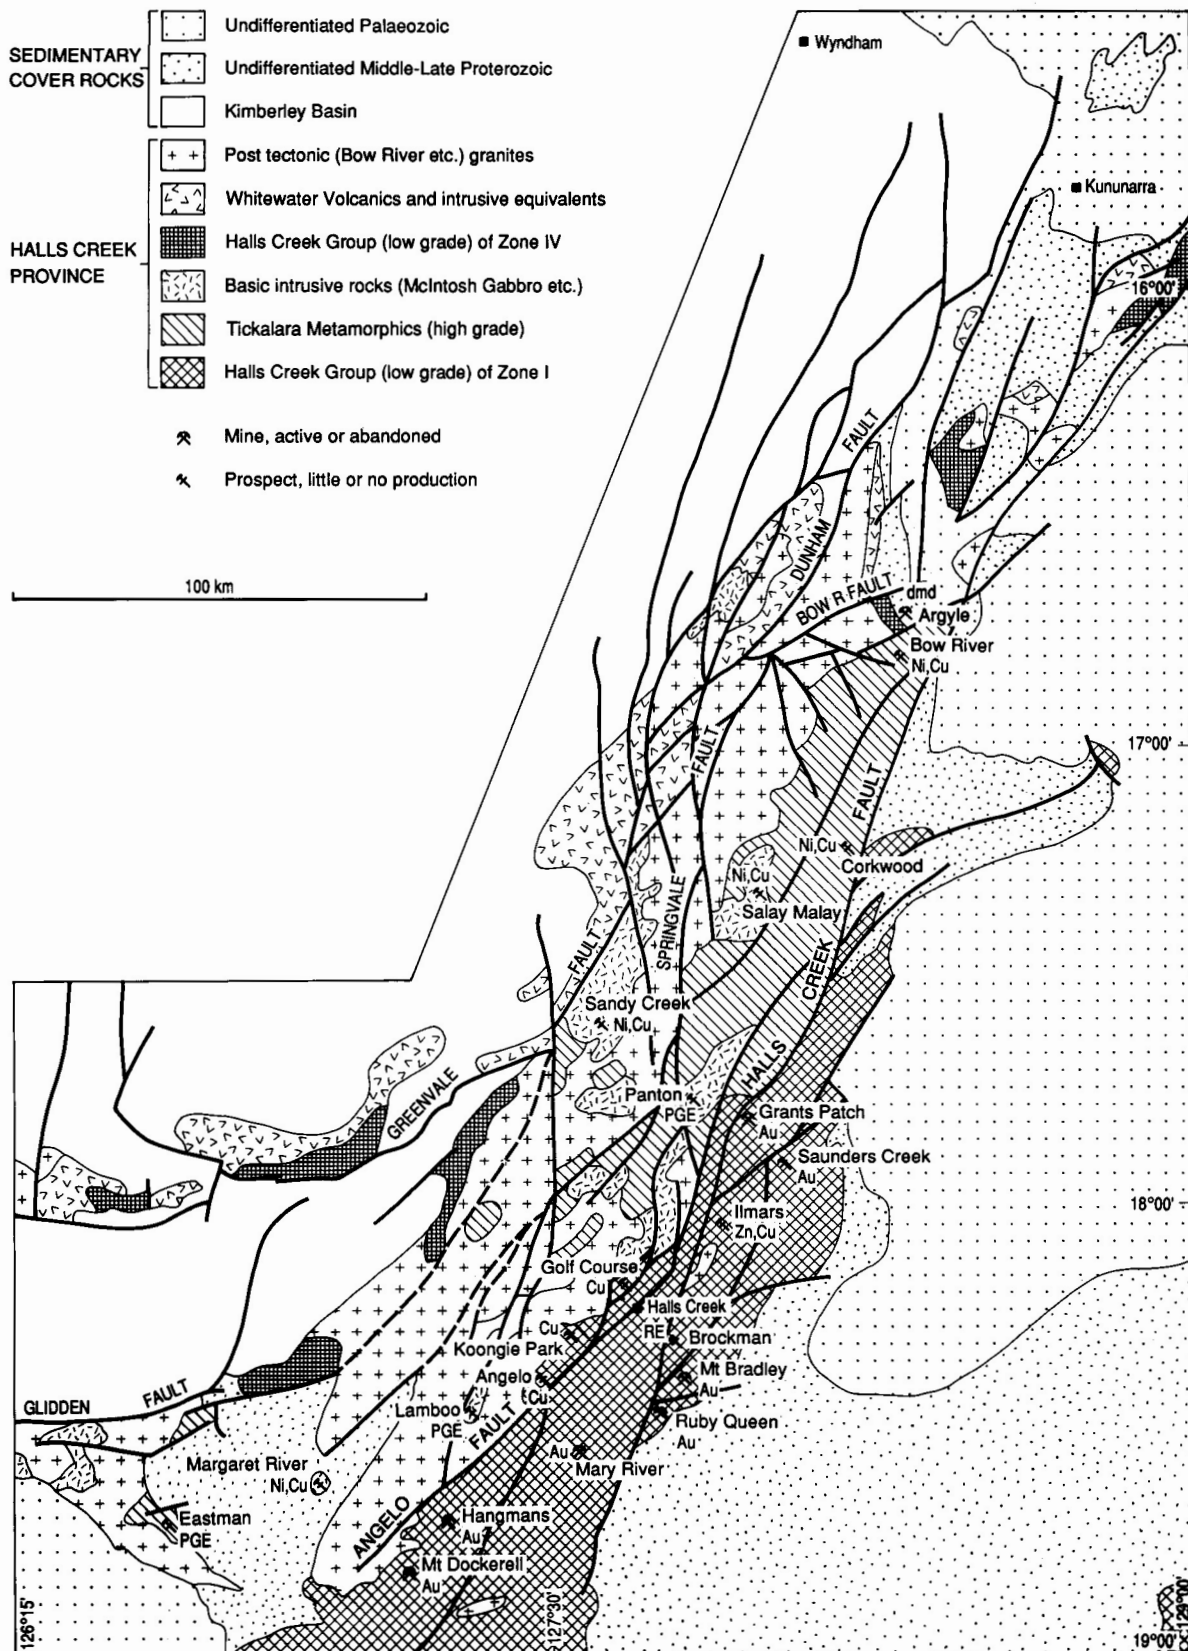 SEDIMENTARY
COVER ROCKS
Undifferentiated Palaeozoic
Undifferentiated Middle-Late Proterozoic
Kimberley Basin
HALLS CREEK
PROVINCE
Post tectonic (Bow River etc.) granites
Whitewater Volcanics and intrusive equivalents
Halls Creek Group (low grade) of Zone IV
Basic intrusive rocks (McIntosh Gabbro etc.)
Tickalara Metamorphics (high grade)
Halls Creek Group (low grade) of Zone I
Mine, active or abandoned
Prospect, little or no production
100 km
Wyndham
Kununarra
16°00'
FAULT
DUNHAM
BOW R FAULT
dmd
Argyle
Bow River
Ni,Cu
17°00'
FAULT
FAULT
Ni,Cu
Corkwood
Ni,Cu
Salay Malay
SPRINGVALE
FAULT
CREEK
Sandy Creek
Ni,Cu
HALLS
GREENVALE
Panton
PGE
Grants Patch
Au
Saunders Creek
Au
18°00'
Ilmars
Zn,Cu
Golf Course
Cu
Halls Creek
Cu
RE
Brockman
Koongie Park
Mt Bradley
Au
Angelo
Cu
GLIDDEN
FAULT
Lamboo
PGE
FAULT
Ruby Queen
Au
Au
Mary River
Margaret River
Ni,Cu
ANGELO
Eastman
PGE
Hangmans
Au
Mt Dockerell
Au
126°15'
127°30'
129°00'
19°00'